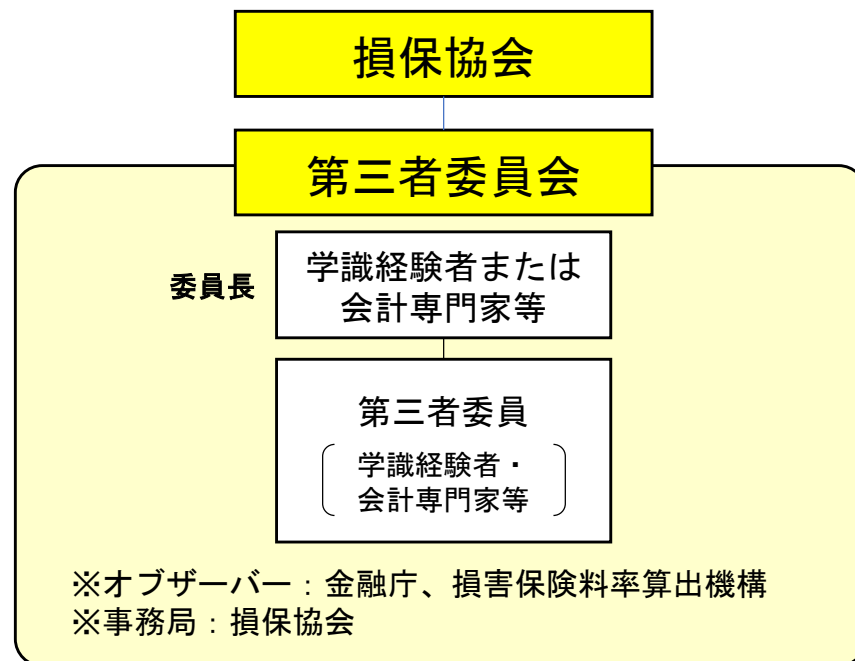 損保協会
第三者委員会
委員長
学識経験者または
会計専門家等
第三者委員
学識経験者・
会計専門家等
※オブザーバー：金融庁、損害保険料率算出機構
※事務局：損保協会